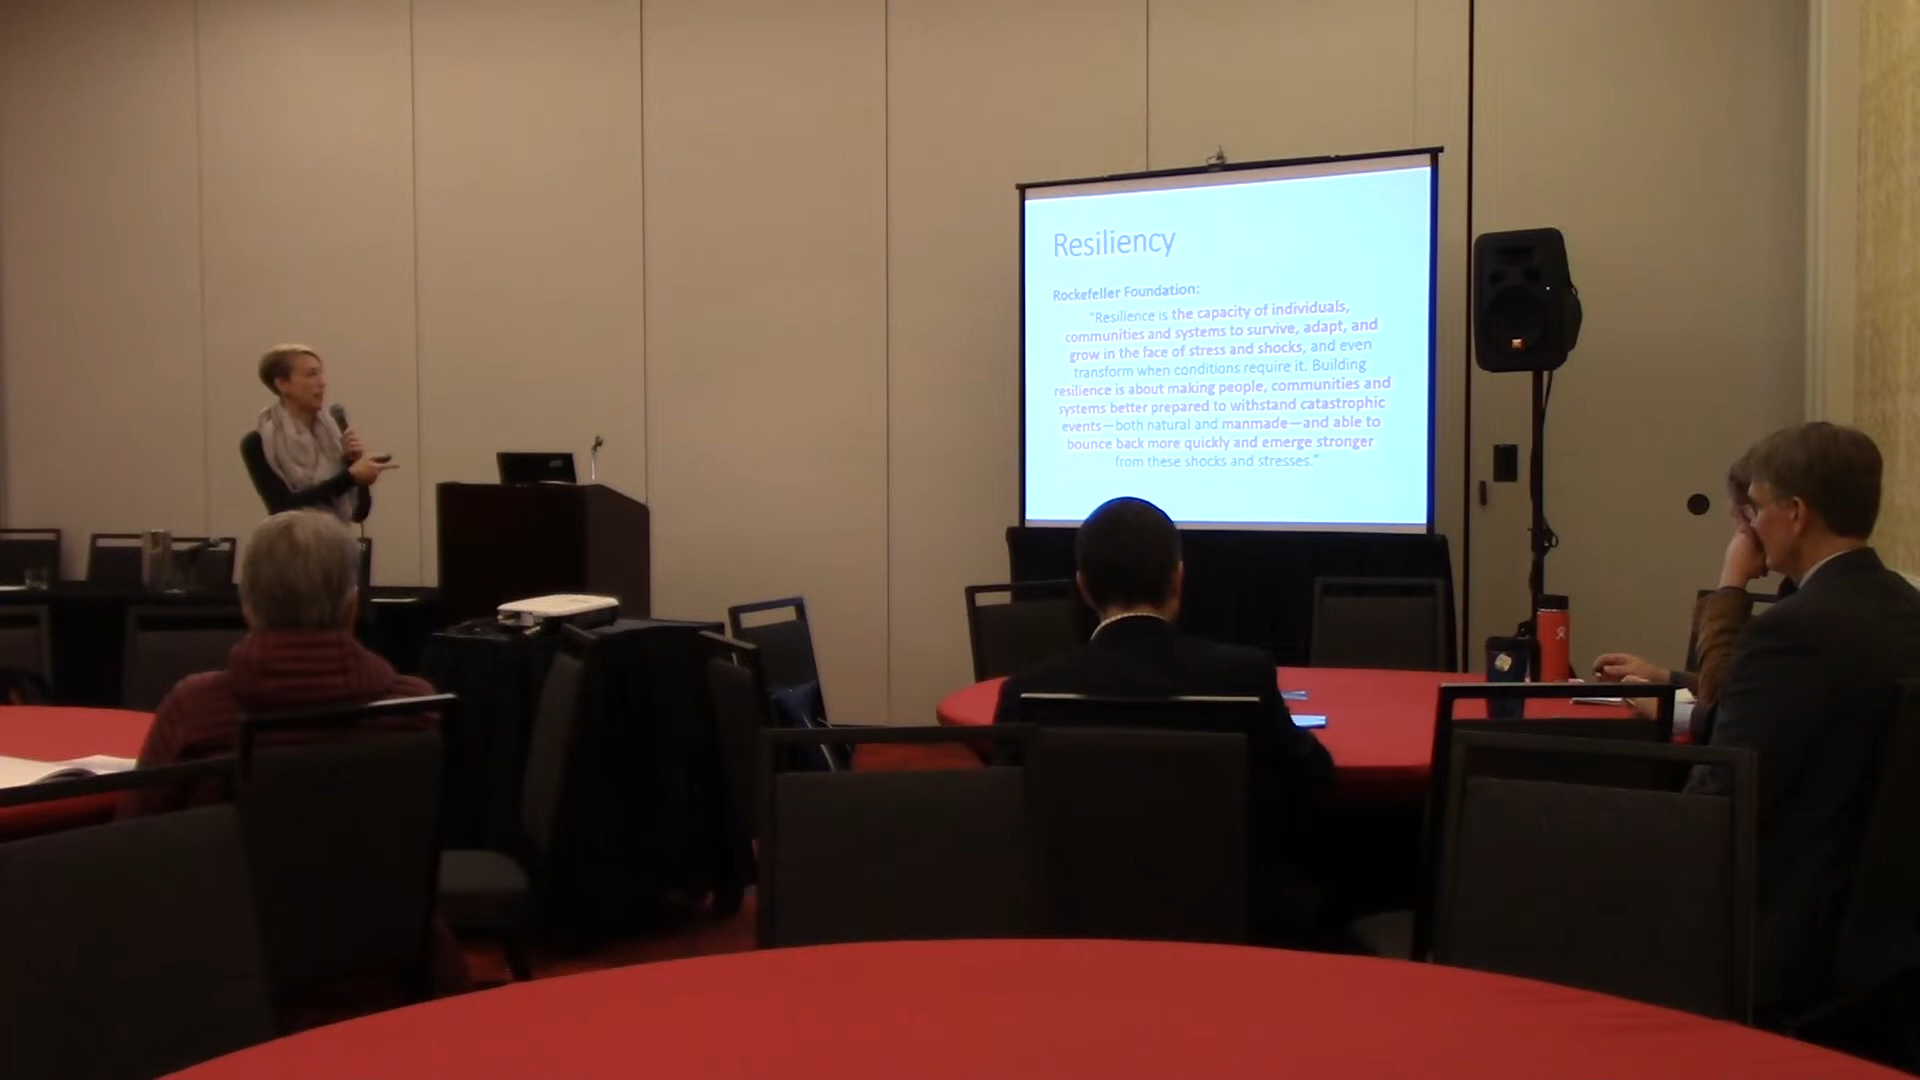 Resiliency
Rockefeller Foundation:
"Resilience is the capacity of individuals,
communities and systems to survive, adapt, and
grow in the face of stress and shocks, and even
transform when conditions require it. Building
resilience is about making people, communities and
systems better prepared to withstand catastrophic
events—both natural and manmade—and able to
bounce back more quickly and emerge stronger
from these shocks and stresses."